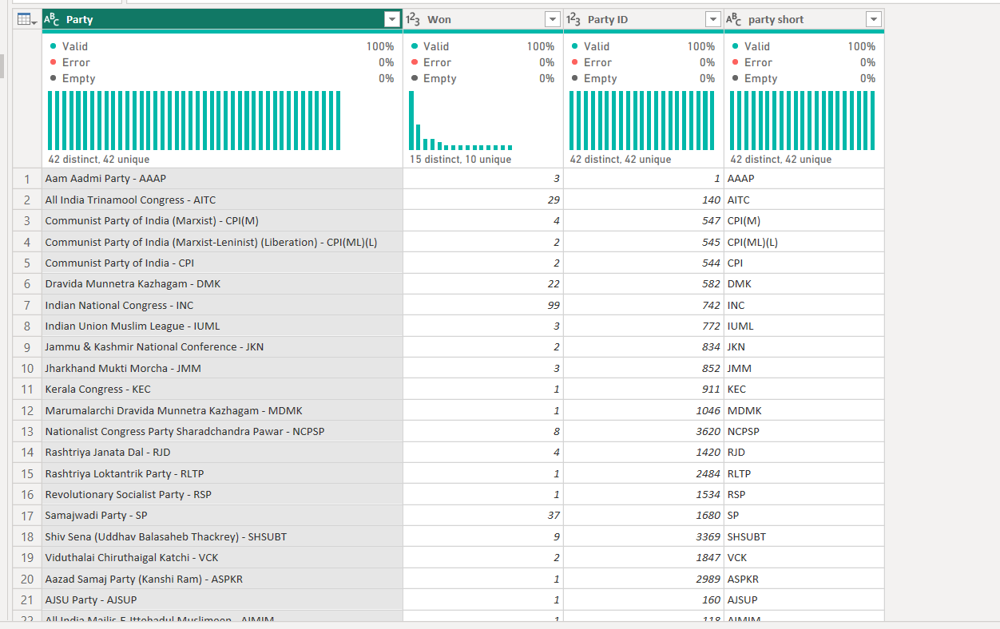 ABC Party 123 Won 123 Party ID ABC party short
Valid 100% Valid 100% Valid 100% Valid 100%
Error 0% Error 0% Error 0% Error 0%
Empty 0% Empty 0% Empty 0% Empty 0%
42 distinct, 42 unique 15 distinct, 10 unique 42 distinct, 42 unique 42 distinct, 42 unique
1 Aam Aadmi Party - AAAP 3 1 AAAP
2 All India Trinamool Congress - AITC 29 140 AITC
3 Communist Party of India (Marxist) - CPI(M) 4 547 CPI(M)
4 Communist Party of India (Marxist-Leninist) (Liberation) - CPI(ML)(L) 2 545 CPI(ML)(L)
5 Communist Party of India - CPI 2 544 CPI
6 Dravida Munnetra Kazhagam - DMK 22 582 DMK
7 Indian National Congress - INC 99 742 INC
8 Indian Union Muslim League - IUML 3 772 IUML
9 Jammu & Kashmir National Conference - JKN 2 834 JKN
10 Jharkhand Mukti Morcha - JMM 3 852 JMM
11 Kerala Congress - KEC 1 911 KEC
12 Marumalarchi Dravida Munnetra Kazhagam - MDMK 1 1046 MDMK
13 Nationalist Congress Party Sharadchandra Pawar - NCPSP 8 3620 NCPSP
14 Rashtriya Janata Dal - RJD 4 1420 RJD
15 Rashtriya Loktantrik Party - RLTP 1 2484 RLTP
16 Revolutionary Socialist Party - RSP 1 1534 RSP
17 Samajwadi Party - SP 37 1680 SP
18 Shiv Sena (Uddhav Balasaheb Thackrey) - SHSUBT 9 3369 SHSUBT
19 Viduthalai Chiruthaigal Katchi - VCK 2 1847 VCK
20 Aazad Samaj Party (Kanshi Ram) - ASPKR 1 2989 ASPKR
21 AJSU Party - AJSUP 1 160 AJSUP
22 All India Majlis-E-Ittehadul Muslimeen - AIMIM 1 118 AIMIM